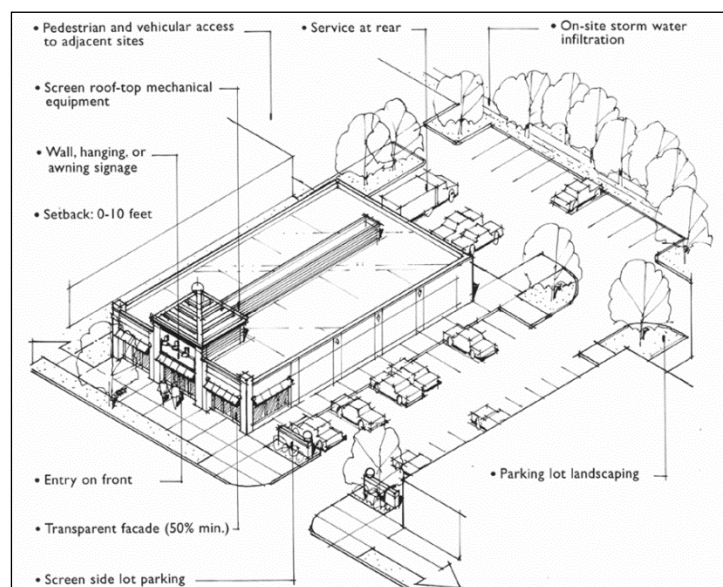 • Pedestrian and vehicular access
to adjacent sites
• Service at rear
• On-site storm water
infiltration
• Screen roof-top mechanical
equipment
• Wall, hanging, or
awning signage
• Setback: 0-10 feet
• Entry on front
• Parking lot landscaping
• Transparent facade (50% min.)
• Screen side lot parking